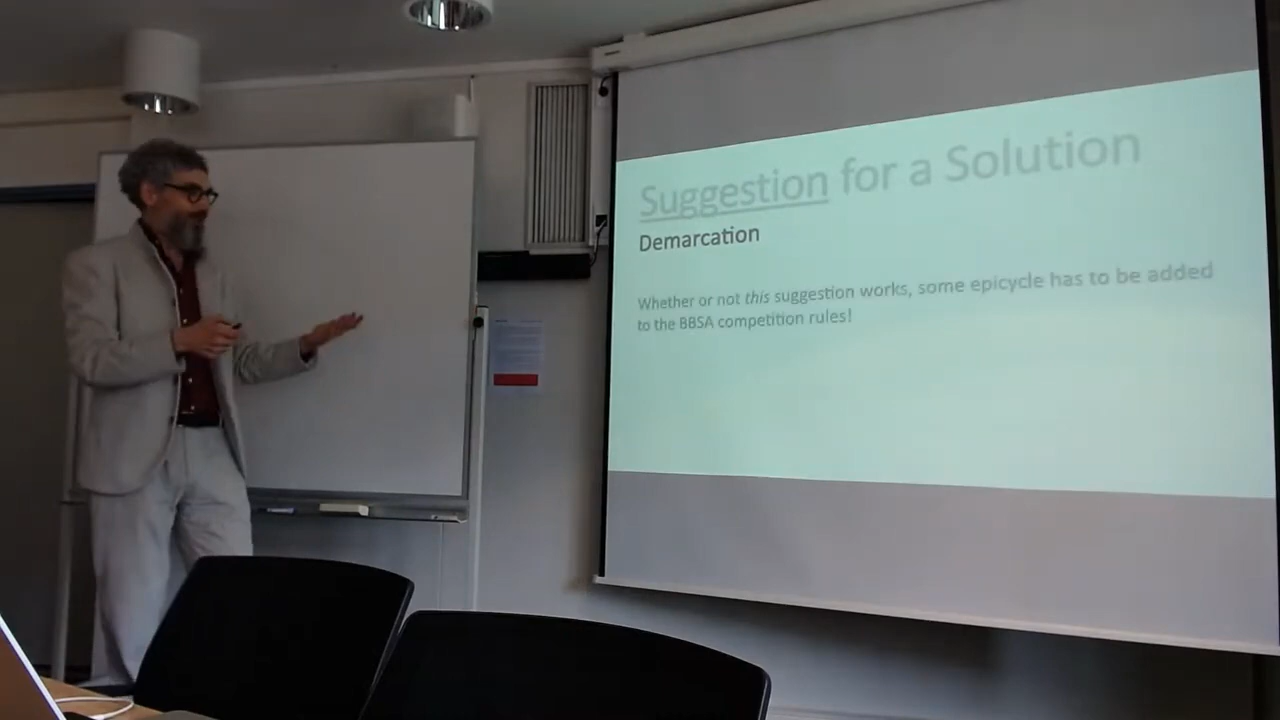 Suggestion for a Solution
Demarcation
Whether or not this suggestion works, some epicycle has to be added
to the BBSA competition rules!